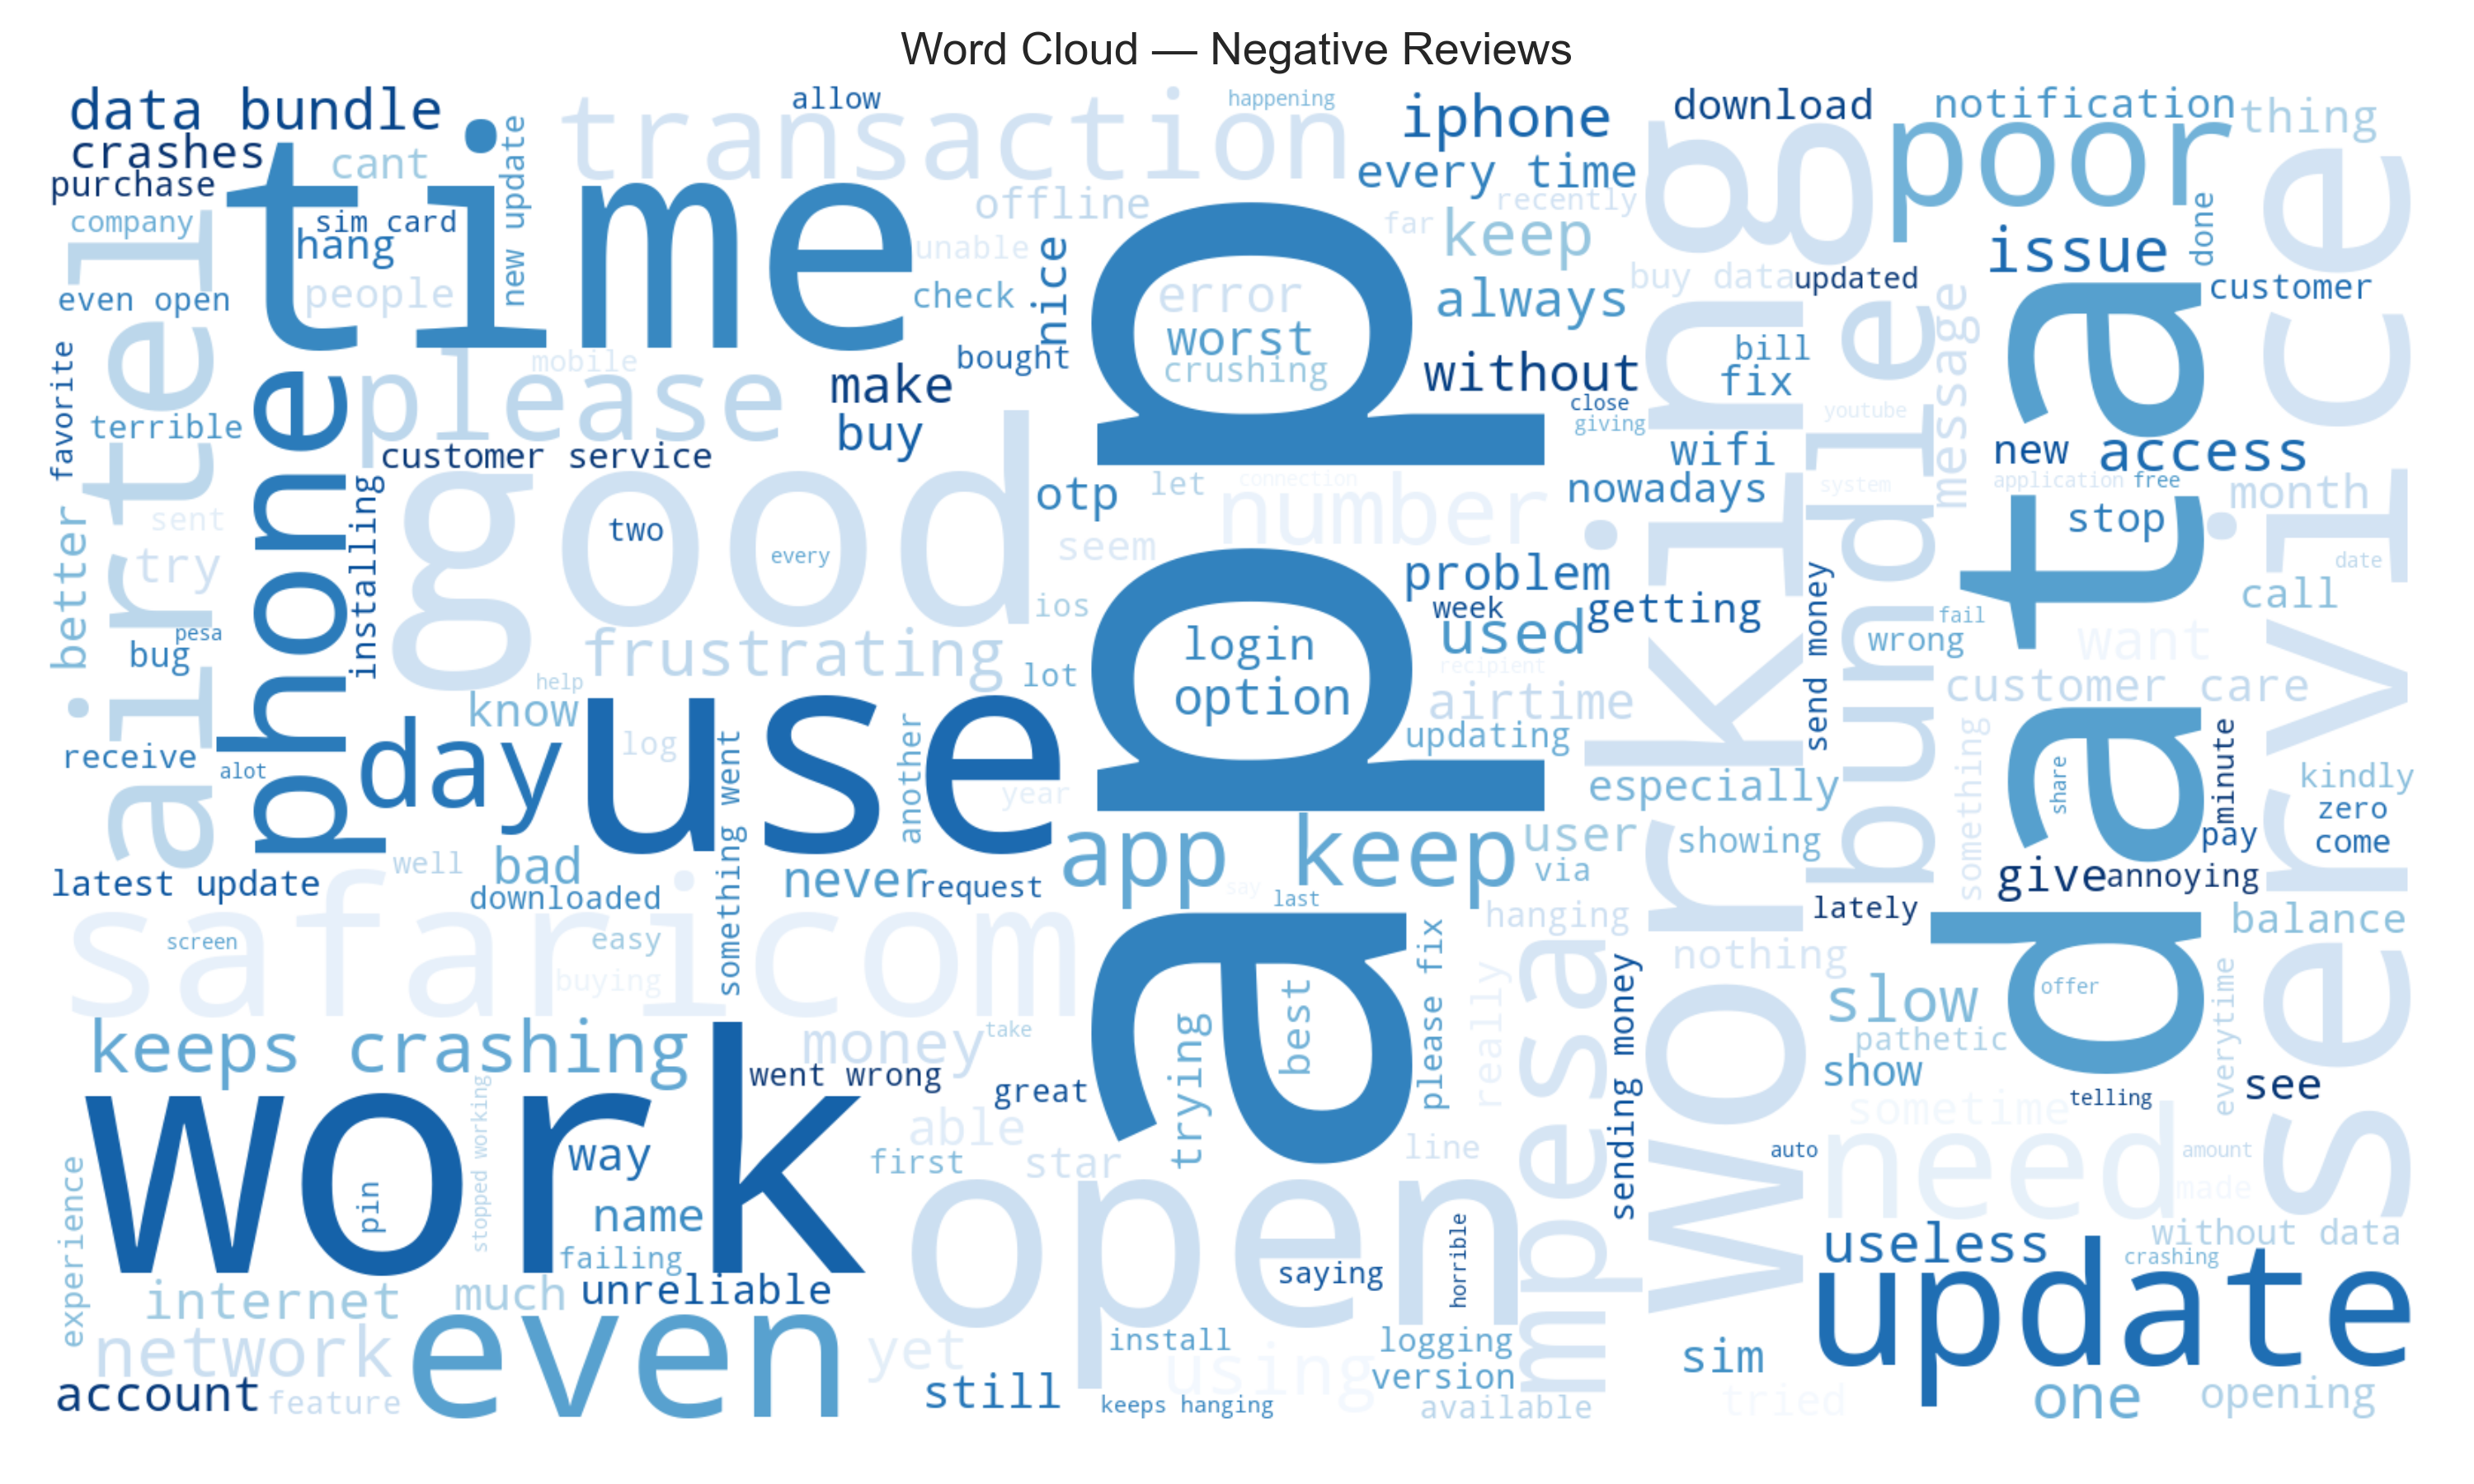 Word Cloud — Negative Reviews
data bundle
allow
happening
iphone
download
notification
thing
transaction
crashes
cant
new update
every time
poor
purchase
time
offline
recently
company
sim card
far
keep
done
hang
unable
nice
issue
even open
people
check
error
always
buy data
updated
customer
worst
message
service
mobile
bought
crushing
bill
favorite
please
make
without
fix
close
youtube
terrible
buy
giving
customer service
wifi
new
access
airtel
phone
good
otp
let
connection
number
nowadays
system
application
free
month
sent
installing
two
every
seem
stop
try
problem
date
ios
week
getting
call
pesa
used
fail
bug
better
frustrating
login
send money
wrong
want
help
lot
recipient
option
airtime
customer care
know
use
app
working
bundle
data
receive
alot
day
log
another
updating
something
minute
something went
year
especially
share
kindly
zero
app keep
user
showing
pay
come
latest update
well
bad
never
request
say
via
give
annoying
downloaded
last
hanging
lately
balance
safaricom
screen
easy
please fix
nothing
buying
best
really
sending money
slow
offer
everytime
keeps crashing
money
take
trying
pathetic
went wrong
show
see
great
telling
work
stopped working
able
sometime
way
first
star
line
auto
need
amount
pin
made
experience
name
open
mpesa
horrible
without data
failing
useless
crashing
saying
internet
much
unreliable
update
network
even
yet
install
using
logging
version
sim
account
feature
still
keeps hanging
available
tried
one
opening